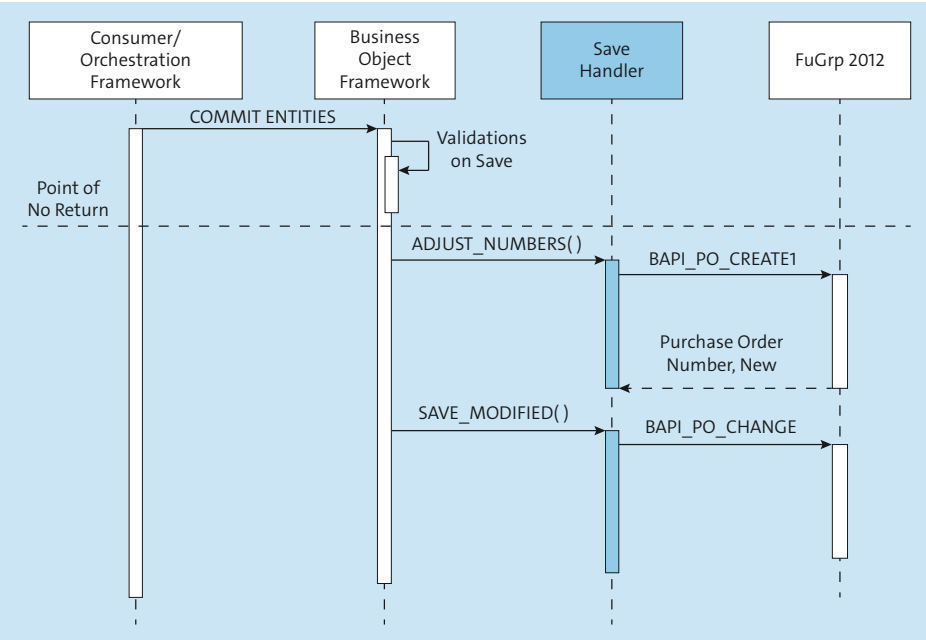 Consumer/
Orchestration
Framework
Business
Object
Framework
Save
Handler
FuGrp 2012
COMMIT ENTITIES
Validations
on Save
Point of
No Return
ADJUST_NUMBERS( )
BAPI_PO_CREATE1
Purchase Order
Number, New
SAVE_MODIFIED( )
BAPI_PO_CHANGE